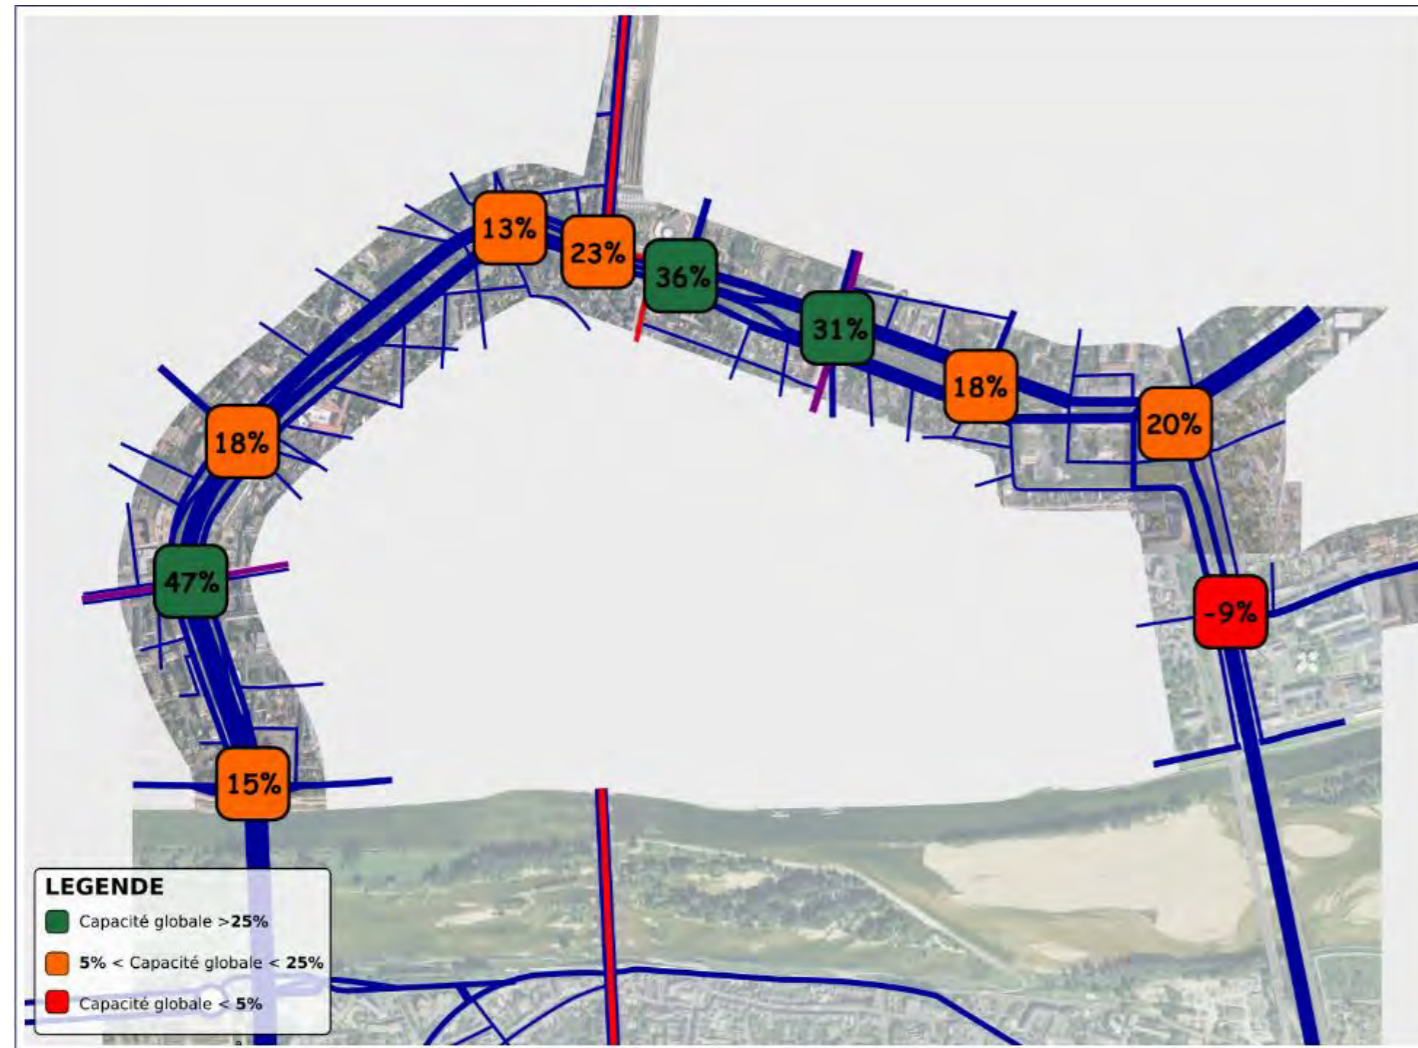 13%
23%
36%
31%
18%
20%
18%
47%
-9%
15%
LEGENDE
Capacité globale >25%
5% < Capacité globale < 25%
Capacité globale < 5%